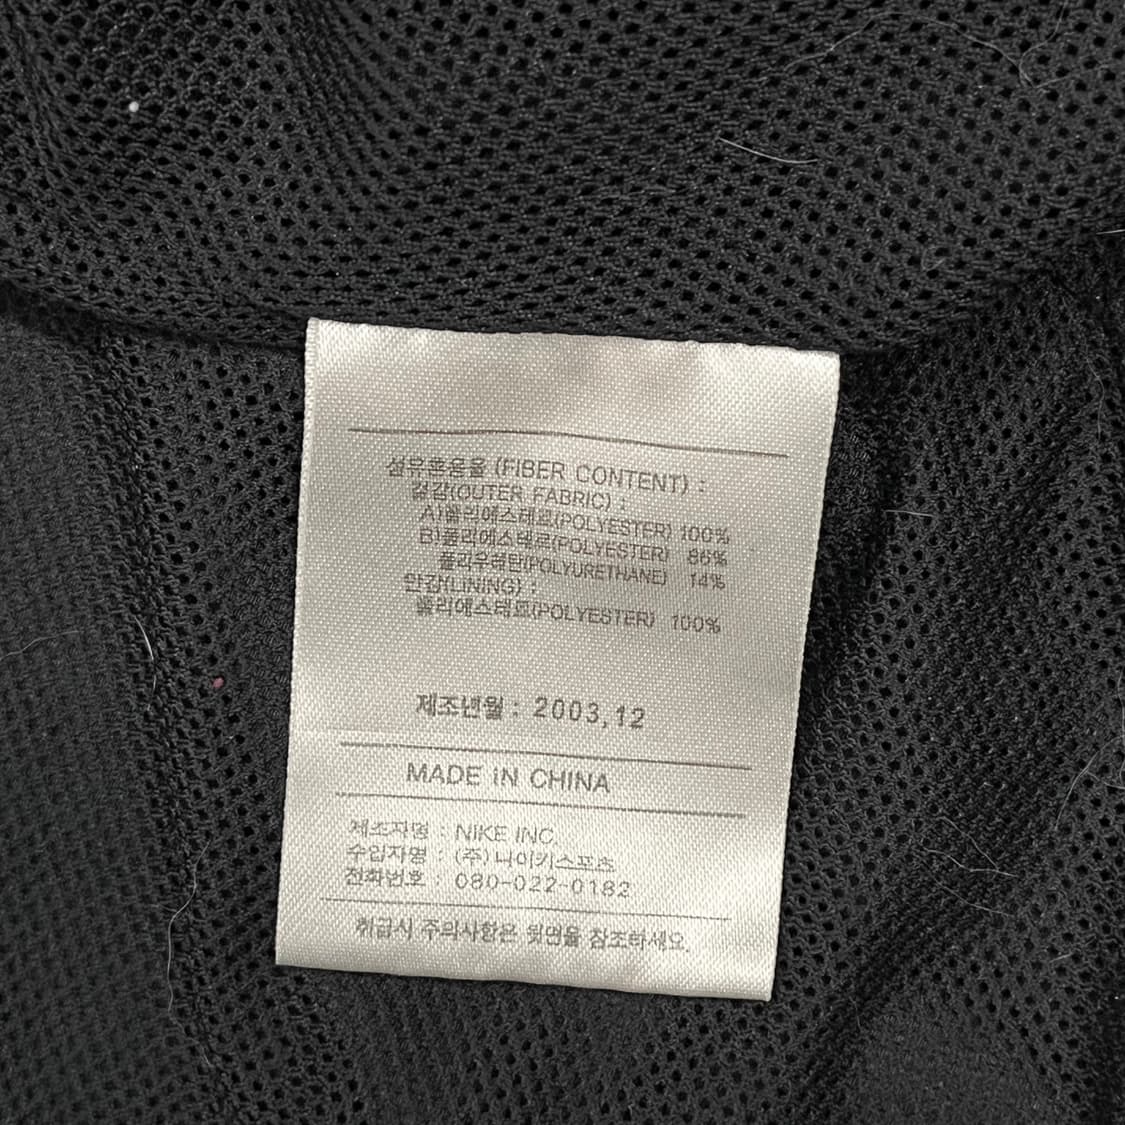 섬유혼용율 (FIBER CONTENT) :
겉감(OUTER FABRIC) :
A)폴리에스테르(POLYESTER) 100%
B)폴리에스테르(POLYESTER) 86%
폴리우레탄(POLYURETHANE) 14%
안감(LINING) :
폴리에스테르(POLYESTER) 100%
제조년월 : 2003.12
MADE IN CHINA
제조자명 : NIKE INC
수입자명 : (주)나이키스포츠
전화번호 : 080-022-0182
취급시 주의사항은 뒷면을 참조하세요.